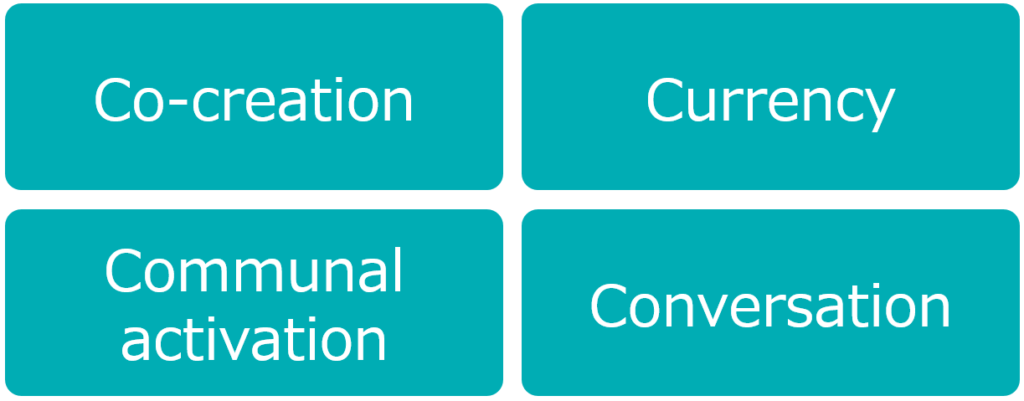 Co-creation
Currency
Communal
activation
Conversation